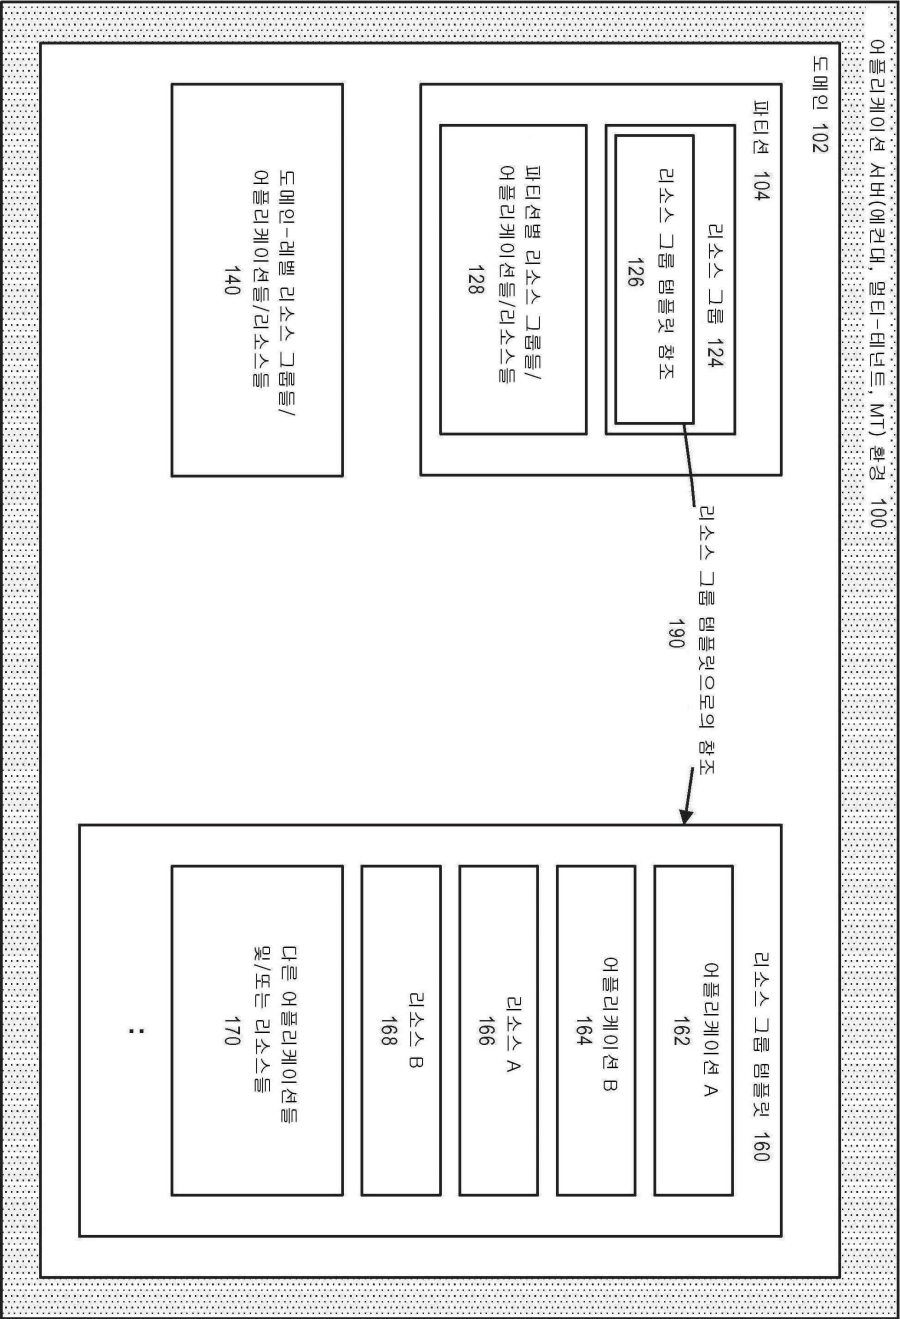 어플리케이션 서버(예컨대, 멀티-테넌트, MT) 환경 100
도메인 102
파티션 104
리소스 그룹 124
리소스 그룹 템플릿 참조
126
파티션별 리소스 그룹들/
어플리케이션들/리소스들
128
도메인-레벨 리소스 그룹들/
어플리케이션들/리소스들
140
리소스 그룹 템플릿으로의 참조
190
리소스 그룹 템플릿 160
어플리케이션 A
162
어플리케이션 B
164
리소스 A
166
리소스 B
168
다른 어플리케이션들
및/또는 리소스들
170
: